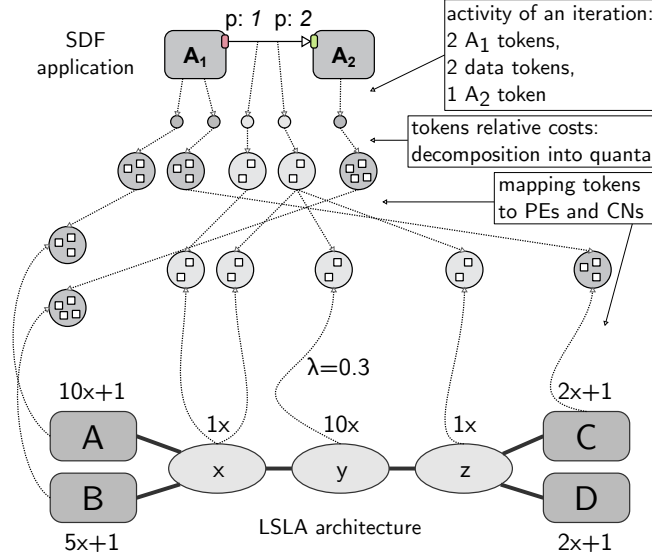 SDF
application
p: 1 p: 2
A1
A2
activity of an iteration:
2 A1 tokens,
2 data tokens,
1 A2 token
tokens relative costs:
decomposition into quanta
mapping tokens
to PEs and CNs
λ=0.3
10x+1
1x
10x
1x
2x+1
A
x
y
z
C
B
D
5x+1
LSLA architecture
2x+1